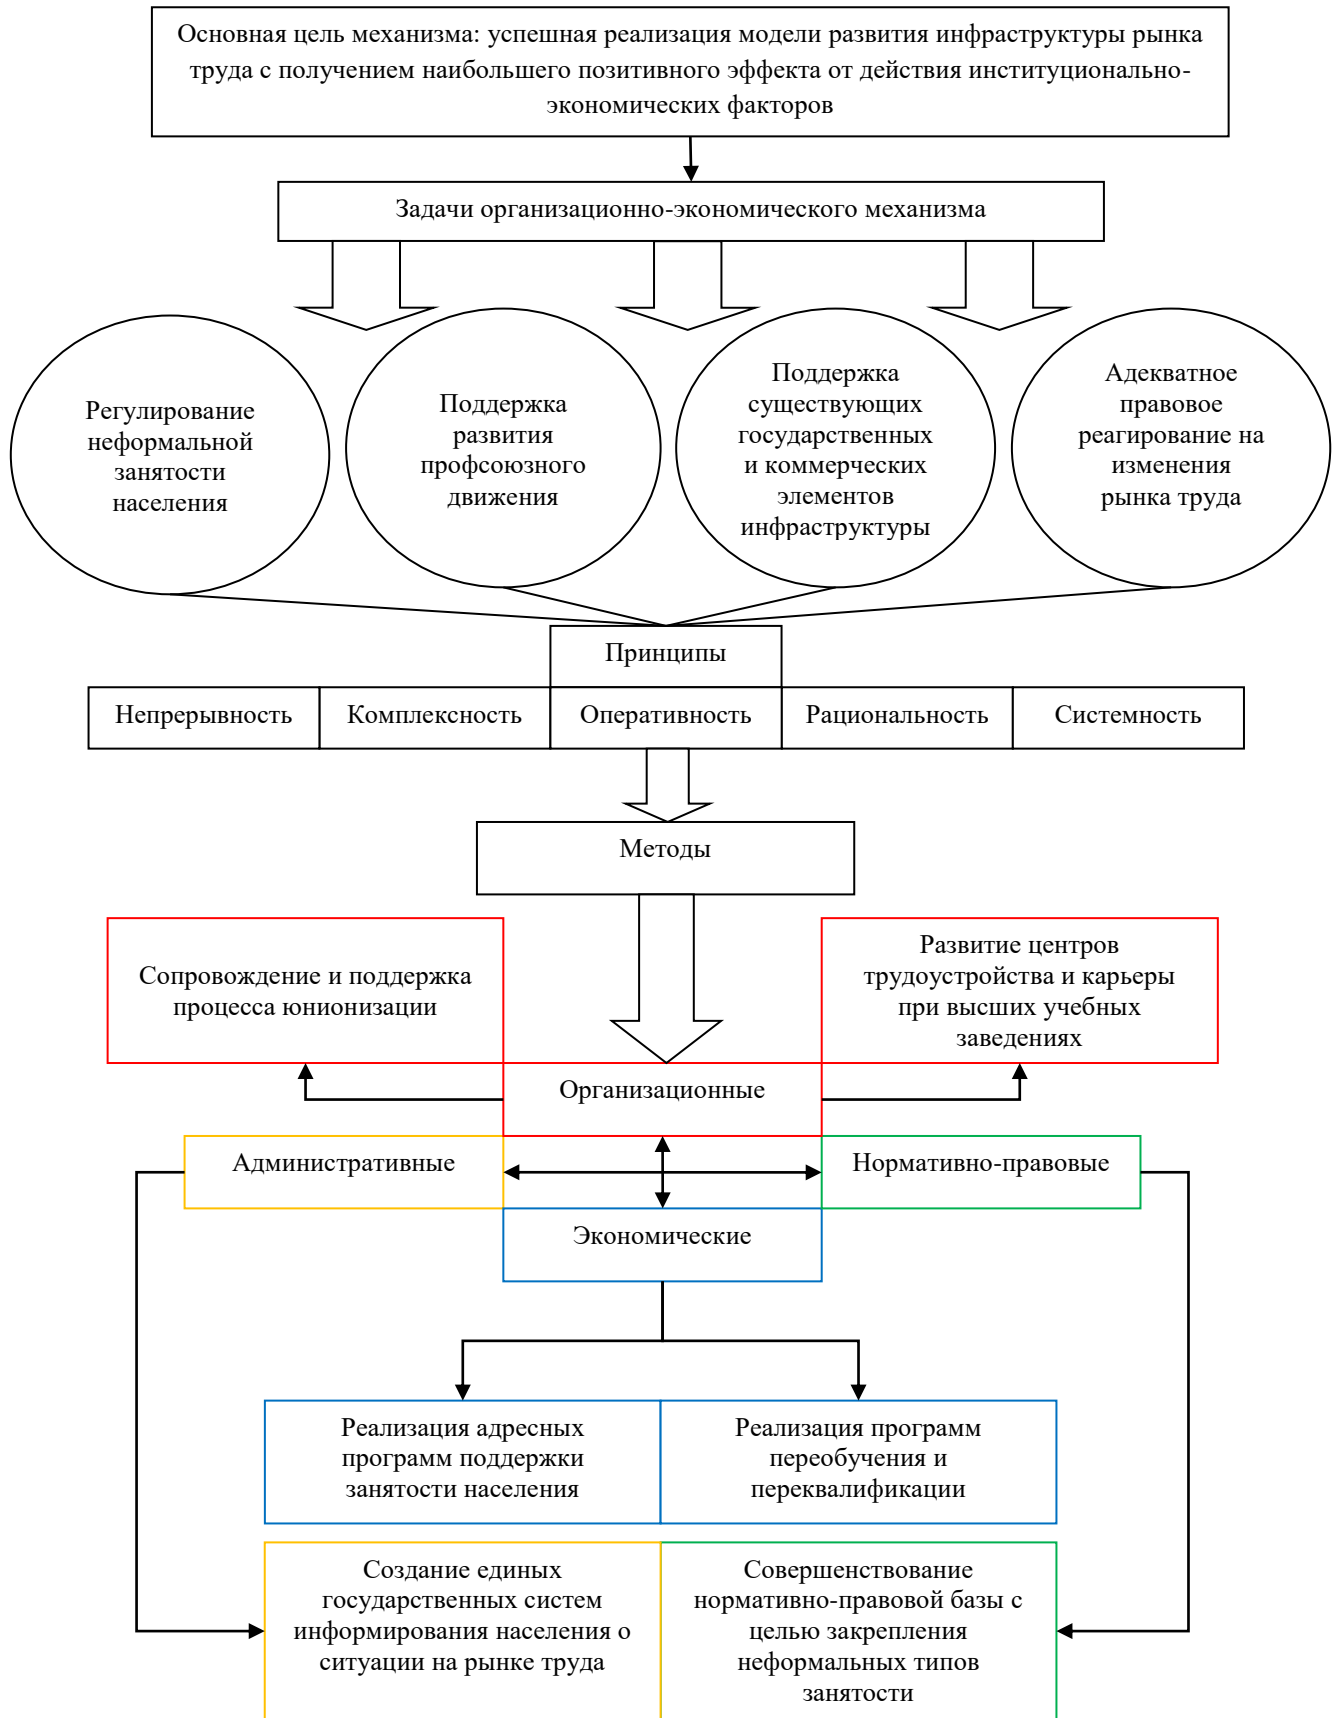 Основная цель механизма: успешная реализация модели развития инфраструктуры рынка
труда с получением наибольшего позитивного эффекта от действия институционально-
экономических факторов
Задачи организационно-экономического механизма
Регулирование
неформальной
занятости
населения
Поддержка
развития
профсоюзного
движения
Поддержка
существующих
государственных
и коммерческих
элементов
инфраструктуры
Адекватное
правовое
реагирование на
изменения
рынка труда
Принципы
Непрерывность
Комплексность
Оперативность
Рациональность
Системность
Методы
Сопровождение и поддержка
процесса юнионизации
Развитие центров
трудоустройства и карьеры
при высших учебных
заведениях
Организационные
Административные
Нормативно-правовые
Экономические
Реализация адресных
программ поддержки
занятости населения
Реализация программ
переобучения и
переквалификации
Создание единых
государственных систем
информирования населения о
ситуации на рынке труда
Совершенствование
нормативно-правовой базы с
целью закрепления
неформальных типов
занятости